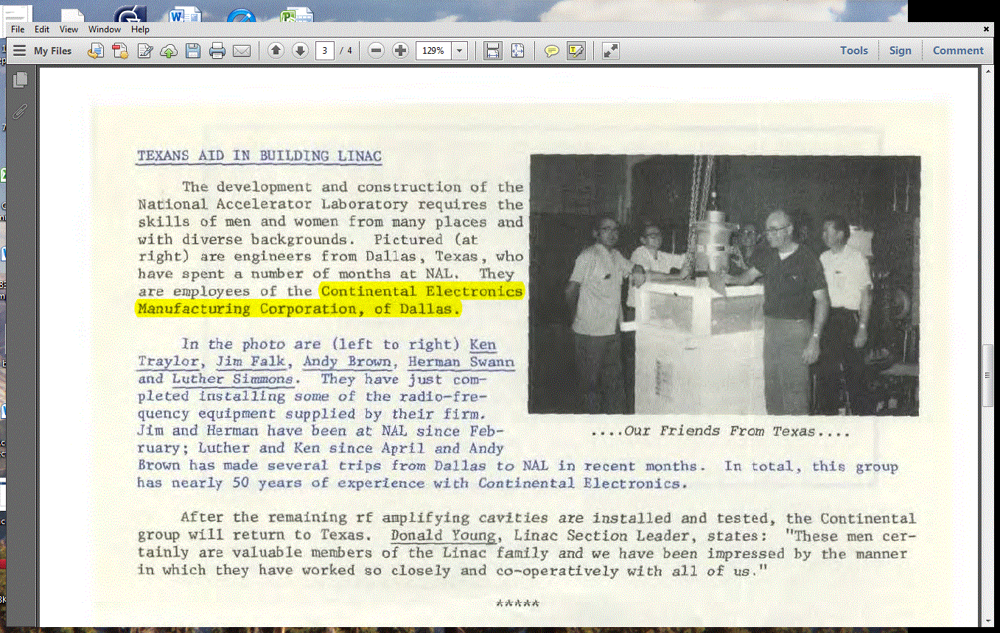 File Edit View Window Help
My Files 3 / 4 129% Tools Sign Comment
TEXANS AID IN BUILDING LINAC
The development and construction of the
National Accelerator Laboratory requires the
skills of men and women from many places and
with diverse backgrounds. Pictured (at
right) are engineers from Dallas, Texas, who
have spent a number of months at NAL. They
are employees of the Continental Electronics
Manufacturing Corporation, of Dallas.
In the photo are (left to right) Ken
Traylor, Jim Falk, Andy Brown, Herman Swann
and Luther Simmons. They have just com-
pleted installing some of the radio-fre-
quency equipment supplied by their firm.
Jim and Herman have been at NAL since Feb-
ruary; Luther and Ken since April and Andy
Brown has made several trips from Dallas to NAL in recent months. In total, this group
has nearly 50 years of experience with Continental Electronics.
....Our Friends From Texas....
After the remaining rf amplifying cavities are installed and tested, the Continental
group will return to Texas. Donald Young, Linac Section Leader, states: "These men cer-
tainly are valuable members of the Linac family and we have been impressed by the manner
in which they have worked so closely and co-operatively with all of us."
*****